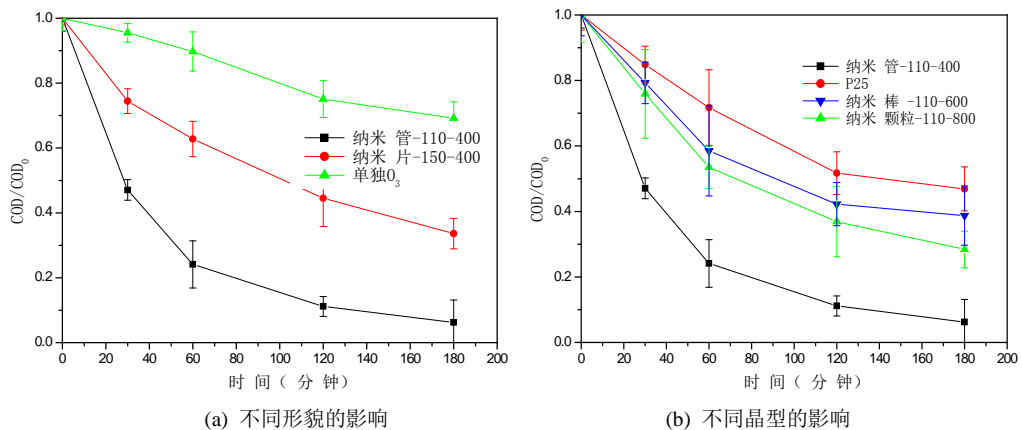 1.0
0.8
0.6
0.4
0.2
0.0
COD/COD₀
0 20 40 60 80 100 120 140 160 180 200
时 间（ 分 钟）
纳米 管-110-400
纳米 片-150-400
单独O₃
(a) 不同形貌的影响
1.0
0.8
0.6
0.4
0.2
0.0
COD/COD₀
0 20 40 60 80 100 120 140 160 180 200
时 间（ 分 钟）
纳米 管-110-400
P25
纳米 棒 -110-600
纳米 颗粒-110-800
(b) 不同晶型的影响